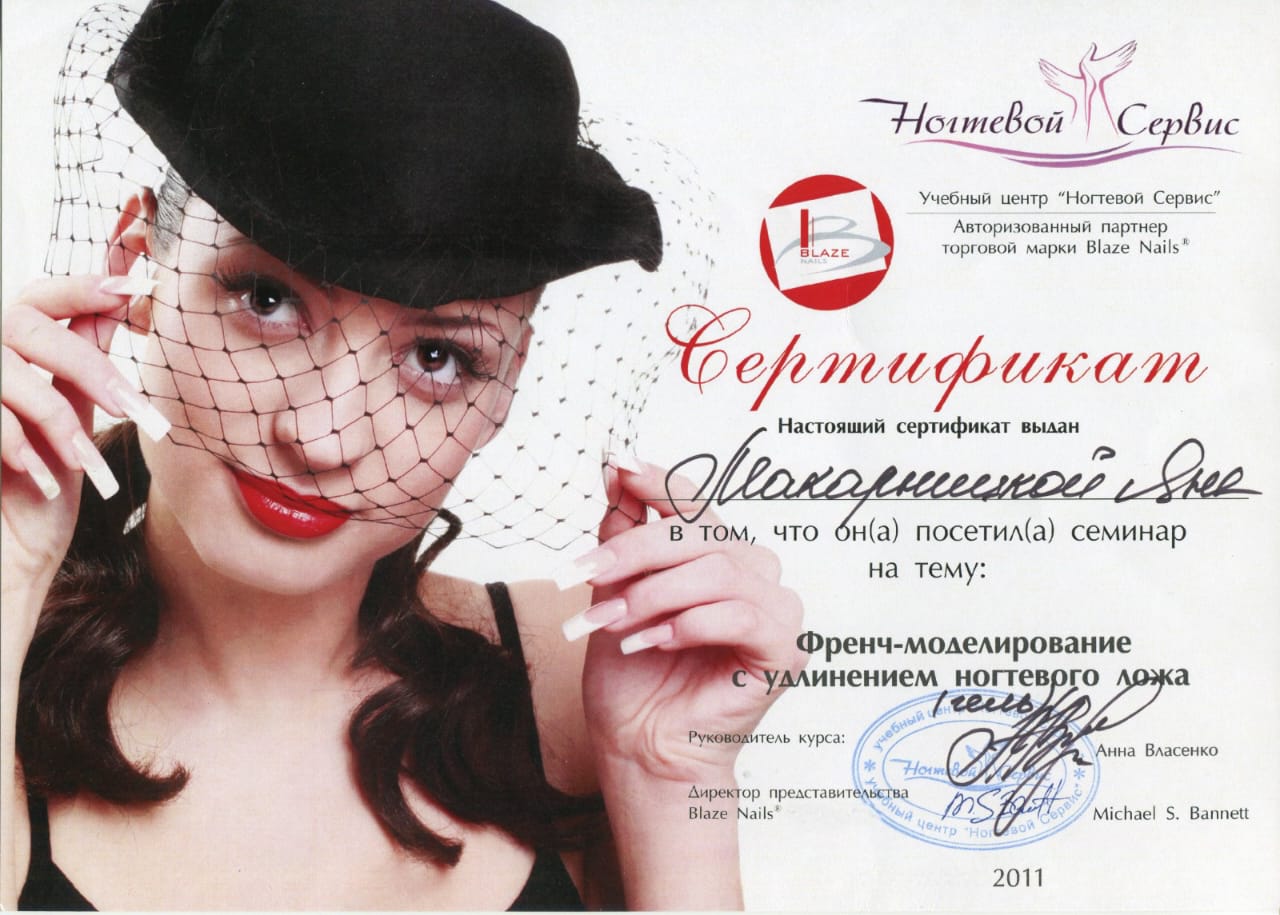 Ногтевой Сервис
Учебный центр “Ногтевой Сервис”
Авторизованный партнер
торговой марки Blaze Nails®
BLAZE
NAILS
Сертификат
Настоящий сертификат выдан
Макарницкой Яне
в том, что он(а) посетил(а) семинар
на тему:
Френч-моделирование
с удлинением ногтевого ложа
гель
Руководитель курса:
Анна Власенко
Директор представительства
Blaze Nails®
Michael S. Bannett
учебный центр "Ногтевой Сервис"
Ногтевой Сервис
2011